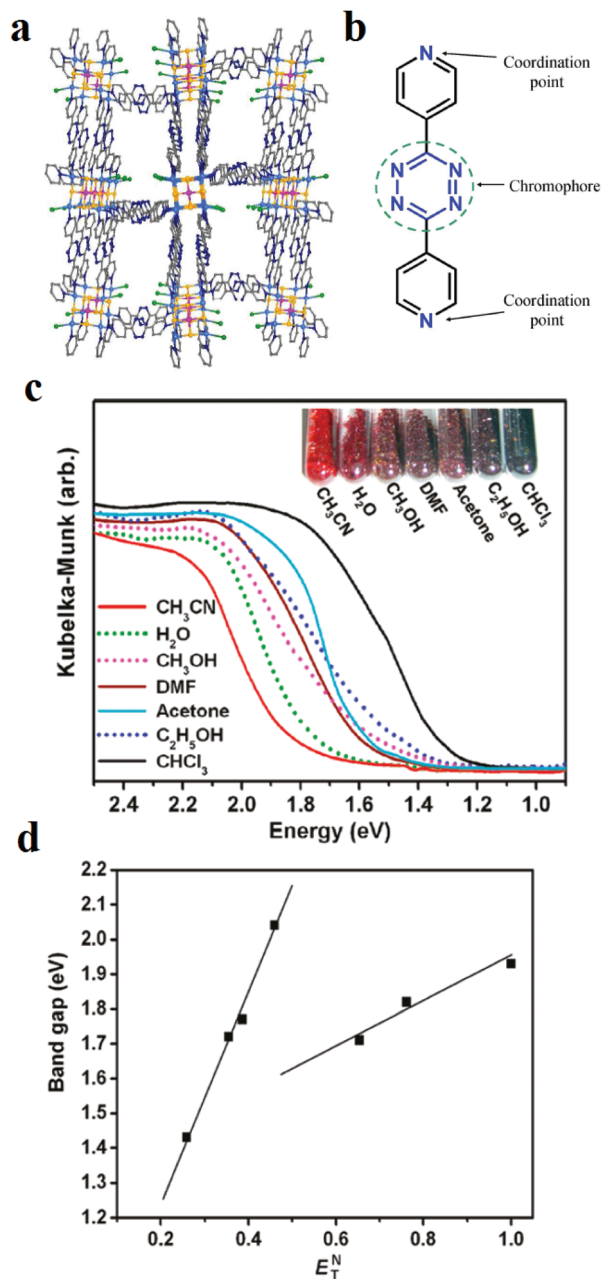 a
b
N
Coordination
point
N N
N N
Chromophore
N
Coordination
point
c
Kubelka-Munk (arb.)
CH₃CN
H₂O
CH₃OH
DMF
Acetone
C₂H₅OH
CHCl₃
CH₃CN
H₂O
CH₃OH
DMF
Acetone
C₂H₅OH
CHCl₃
2.4 2.2 2.0 1.8 1.6 1.4 1.2 1.0
Energy (eV)
d
Band gap (eV)
2.2
2.1
2.0
1.9
1.8
1.7
1.6
1.5
1.4
1.3
1.2
0.2 0.4 0.6 0.8 1.0
E_T^N